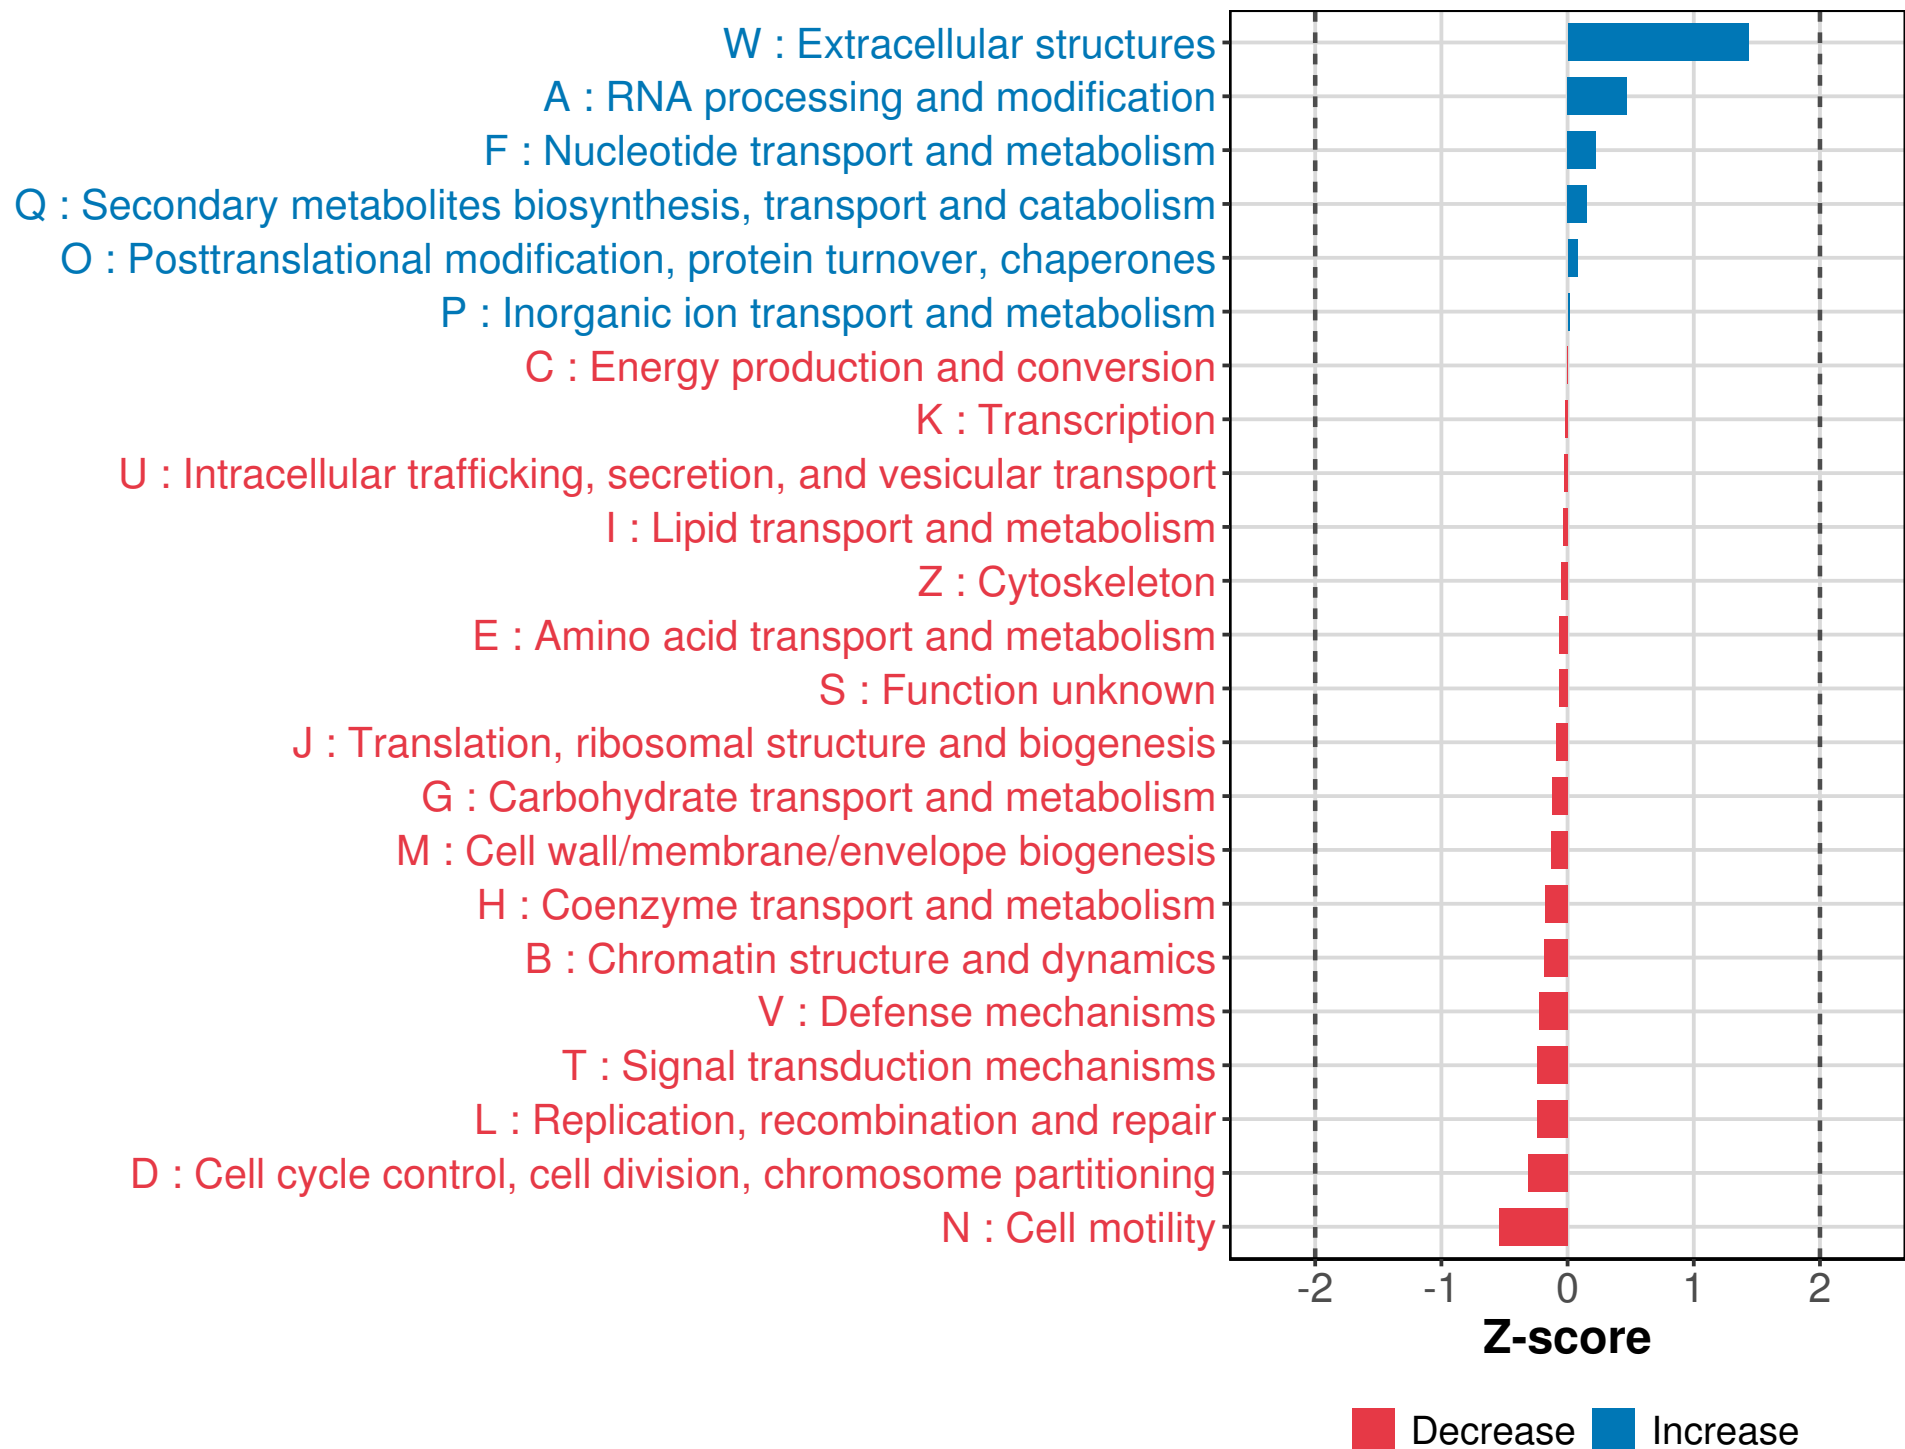 W : Extracellular structures
A : RNA processing and modification
F : Nucleotide transport and metabolism
Q : Secondary metabolites biosynthesis, transport and catabolism
O : Posttranslational modification, protein turnover, chaperones
P : Inorganic ion transport and metabolism
C : Energy production and conversion
K : Transcription
U : Intracellular trafficking, secretion, and vesicular transport
I : Lipid transport and metabolism
Z : Cytoskeleton
E : Amino acid transport and metabolism
S : Function unknown
J : Translation, ribosomal structure and biogenesis
G : Carbohydrate transport and metabolism
M : Cell wall/membrane/envelope biogenesis
H : Coenzyme transport and metabolism
B : Chromatin structure and dynamics
V : Defense mechanisms
T : Signal transduction mechanisms
L : Replication, recombination and repair
D : Cell cycle control, cell division, chromosome partitioning
N : Cell motility
-2 -1 0 1 2
Z-score
Decrease Increase